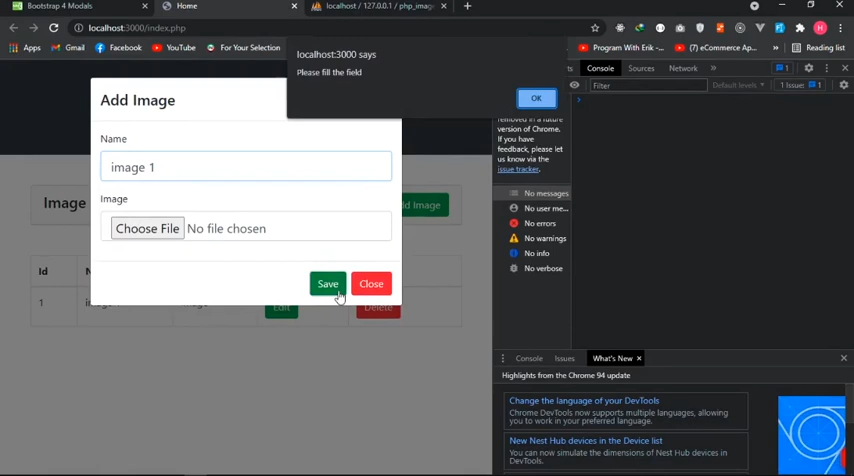 Bootstrap 4 Modals
Home
localhost / 127.0.0.1 / php_imag
localhost:3000/index.php
Apps
Gmail
Facebook
YouTube
For Your Selection
Program With Erik -...
(7) eCommerce Ap...
Reading list
localhost:3000 says
Please fill the field
OK
Add Image
Name
image 1
Image
Choose File No file chosen
Save
Close
Image
dd Image
Id
N
1
image
image
Edit
Delete
ts
Console
Sources
Network
1
Filter
Default levels
1 Issue:
1
removed in a future
version of Chrome.
If you have
feedback, please let
us know via the
issue tracker.
No messages
No user me...
No errors
No warnings
No info
No verbose
Console
Issues
What's New
Highlights from the Chrome 94 update
Change the language of your DevTools
Chrome DevTools now supports multiple languages, allowing
you to work in your preferred language.
New Nest Hub devices in the Device list
You can now simulate the dimensions of Nest Hub devices in
DevTools.